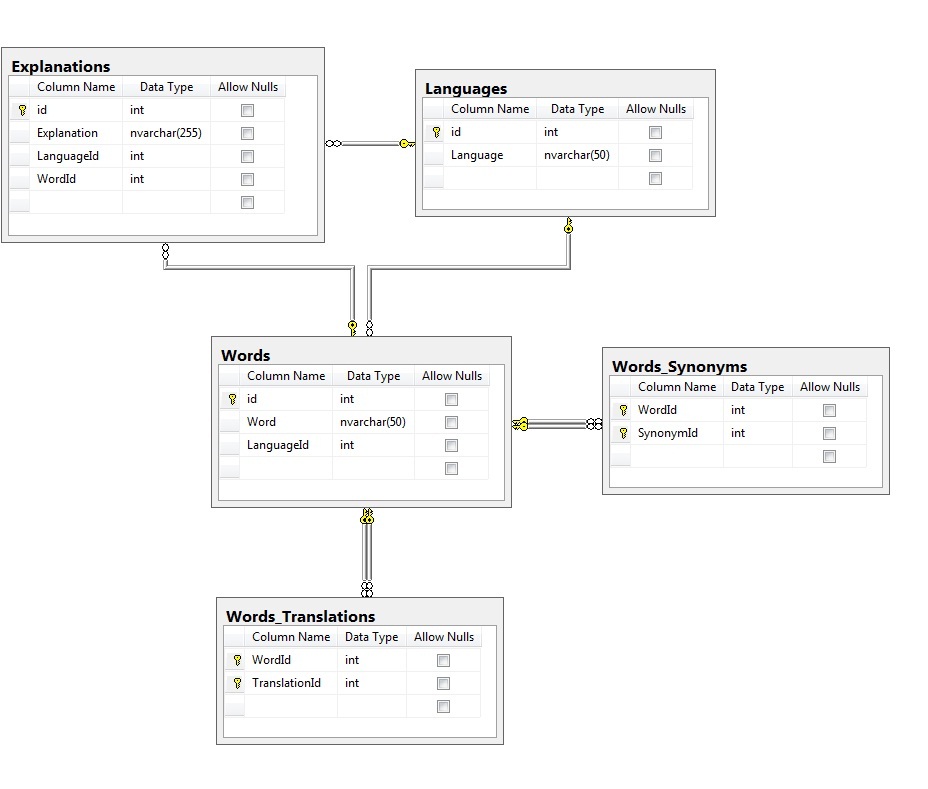 Explanations
Column Name Data Type Allow Nulls
id int
Explanation nvarchar(255)
LanguageId int
WordId int
Languages
Column Name Data Type Allow Nulls
id int
Language nvarchar(50)
Words
Column Name Data Type Allow Nulls
id int
Word nvarchar(50)
LanguageId int
Words_Synonyms
Column Name Data Type Allow Nulls
WordId int
SynonymId int
Words_Translations
Column Name Data Type Allow Nulls
WordId int
TranslationId int